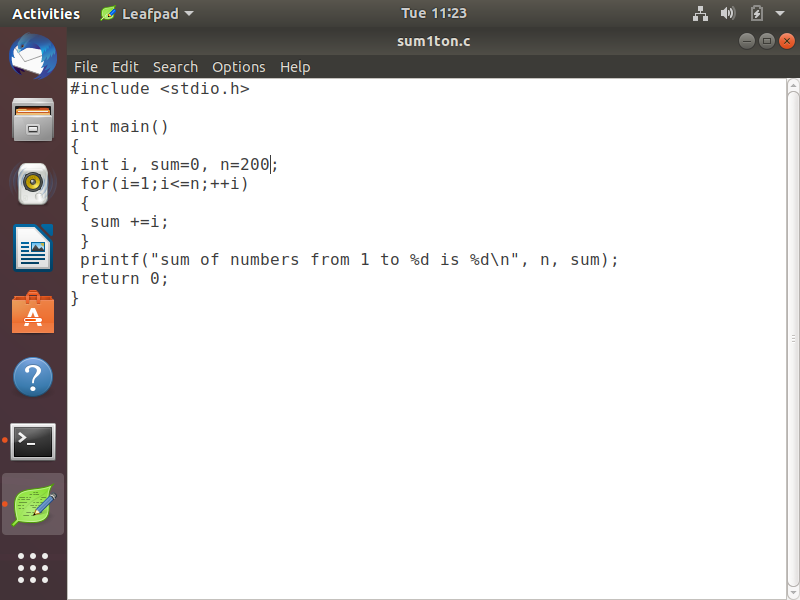 Activities Leafpad Tue 11:23
sum1ton.c
File Edit Search Options Help
#include <stdio.h>
int main()
{
int i, sum=0, n=200;
for(i=1;i<=n;++i)
{
sum +=i;
}
printf("sum of numbers from 1 to %d is %d\n", n, sum);
return 0;
}